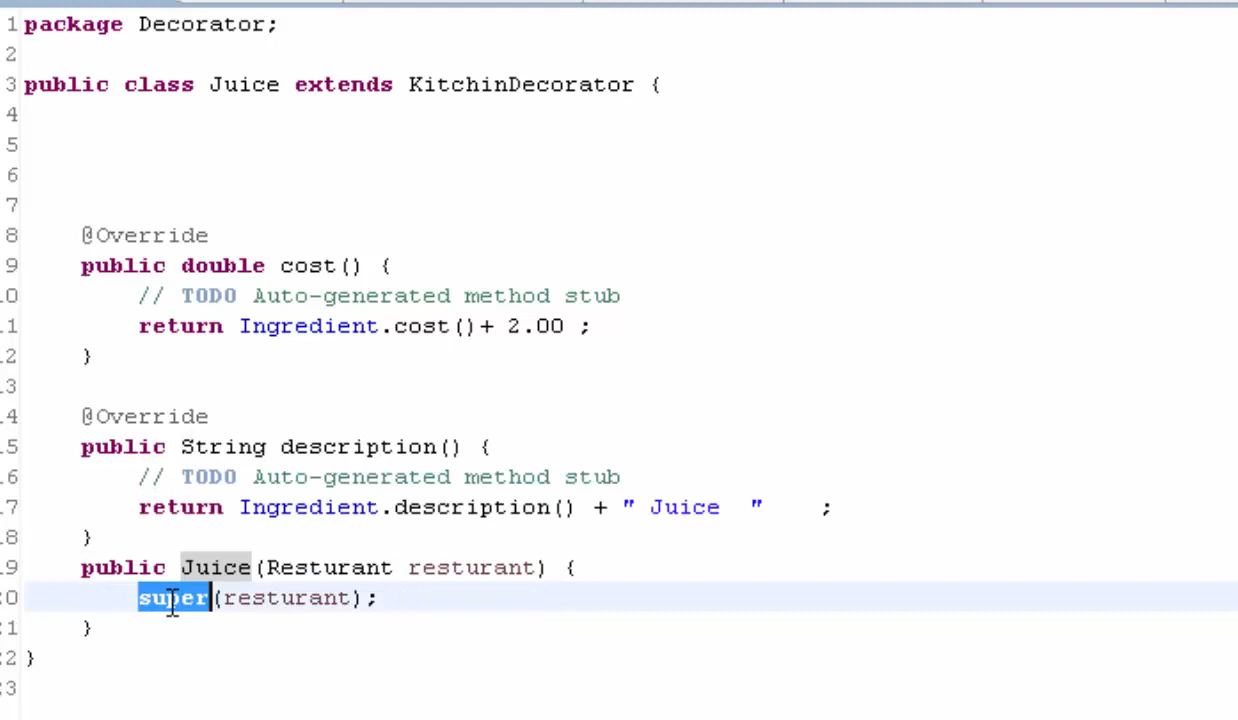 1 package Decorator;
2
3 public class Juice extends KitchinDecorator {
4
5
6
7
8 @Override
9 public double cost() {
.0 // TODO Auto-generated method stub
.1 return Ingredient.cost()+ 2.00 ;
.2 }
.3
.4 @Override
.5 public String description() {
.6 // TODO Auto-generated method stub
.7 return Ingredient.description() + " Juice  "    ;
.8 }
.9 public Juice(Resturant resturant) {
:0 super(resturant);
:1 }
:2 }
:3